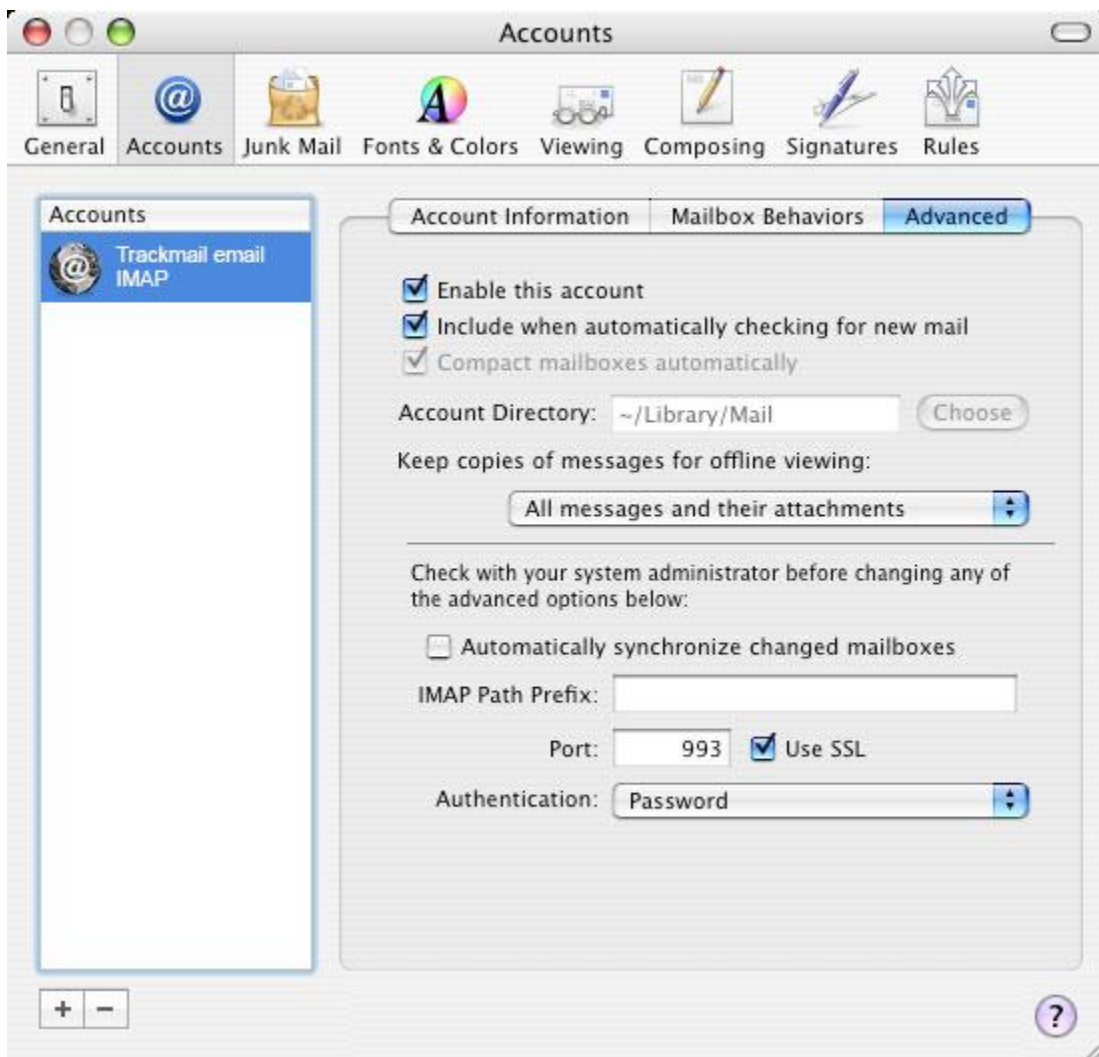 Accounts
General Accounts Junk Mail Fonts & Colors Viewing Composing Signatures Rules
Accounts
Trackmail email
IMAP
Account Information Mailbox Behaviors Advanced
Enable this account
Include when automatically checking for new mail
Compact mailboxes automatically
Account Directory: ~/Library/Mail Choose
Keep copies of messages for offline viewing:
All messages and their attachments
Check with your system administrator before changing any of
the advanced options below:
Automatically synchronize changed mailboxes
IMAP Path Prefix:
Port: 993 Use SSL
Authentication: Password
+ −
?